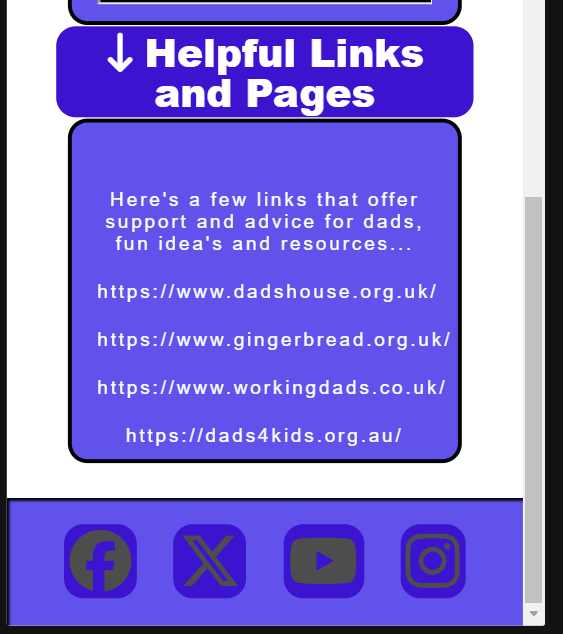 ↓ Helpful Links
and Pages
Here's a few links that offer
support and advice for dads,
fun idea's and resources...
https://www.dadshouse.org.uk/
https://www.gingerbread.org.uk/
https://www.workingdads.co.uk/
https://dads4kids.org.au/